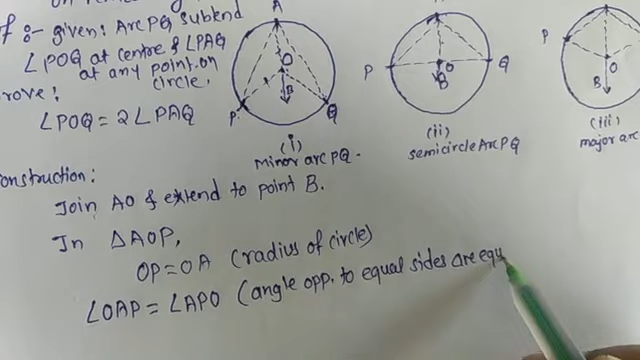 of :- given: Arc PQ subtend
∠POQ at centre & ∠PAQ
at any point on
circle.
rove:
∠POQ = 2∠PAQ
A
O
B
P
Q
(i)
Minor arc PQ.
P
O
Q
B
(ii)
semicircle Arc PQ
P
O
B
(iii)
major arc
onstruction:
Join AO & extend to point B.
In ΔAOP,
OP = OA (radius of circle)
∠OAP = ∠APO (angle opp. to equal sides are equ